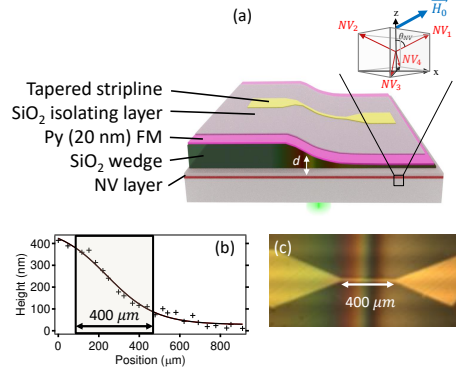 (a)
z
H₀
NV₂
θNV
NV₁
NV₄
x
NV₃
Tapered stripline
SiO₂ isolating layer
Py (20 nm) FM
SiO₂ wedge
NV layer
d
(b)
(c)
Height (nm)
400
300
200
100
0
400 μm
0 200 400 600 800
Position (μm)
400 μm